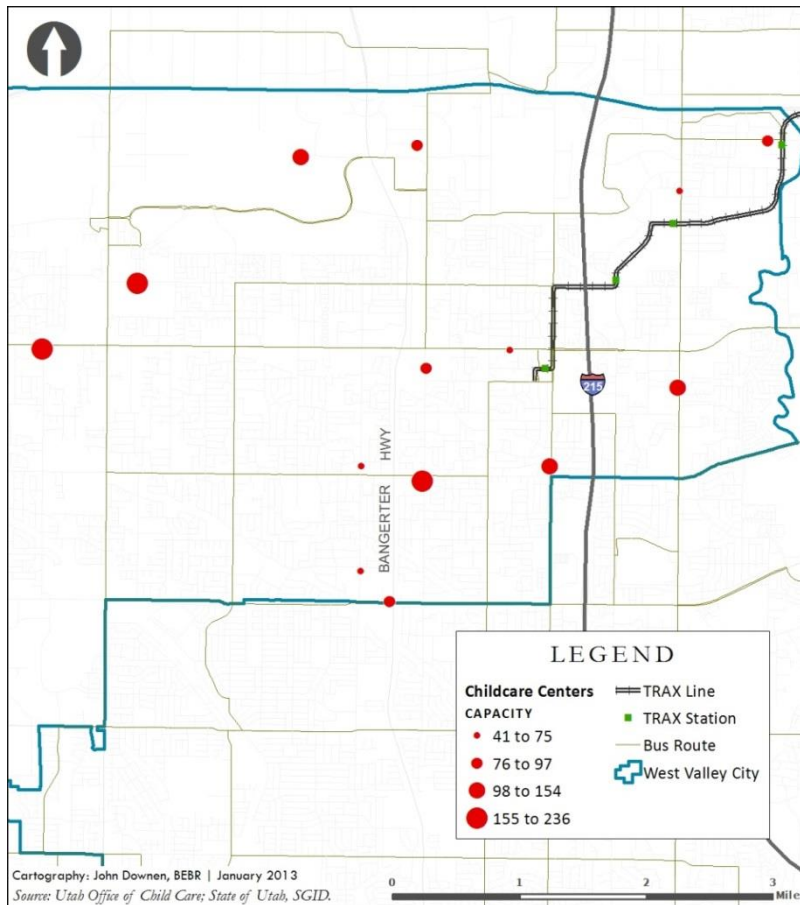 215
BANGERTER HWY
LEGEND
Childcare Centers
CAPACITY
41 to 75
76 to 97
98 to 154
155 to 236
TRAX Line
TRAX Station
Bus Route
West Valley City
Cartography: John Downen, BEBR | January 2013
Source: Utah Office of Child Care; State of Utah, SGID.
0 1 2 3
Mile